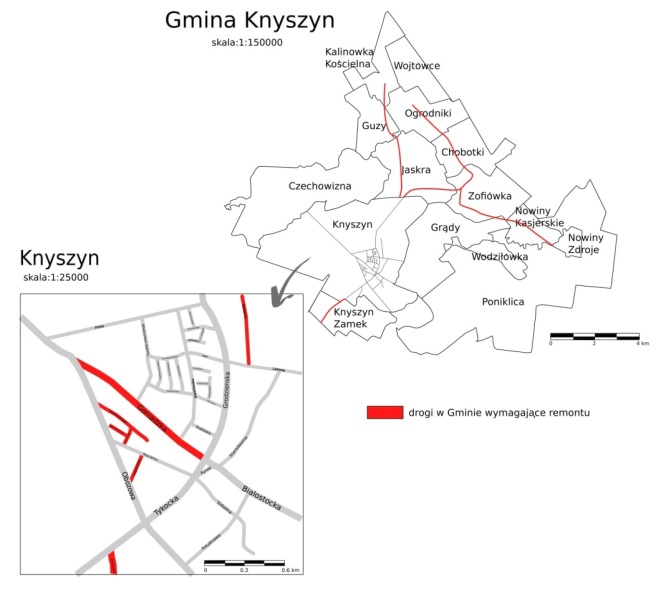 Gmina Knyszyn
skala:1:150000
Kalinowka
Kościelna
Wojtowce
Ogrodniki
Guzy
Chobotki
Jaskra
Czechowizna
Zofiówka
Knyszyn
Nowiny
Kasjerskie
Grądy
Nowiny
Zdroje
Wodziłówka
Poniklica
Knyszyn
Zamek
0 2 4 km
Knyszyn
skala:1:25000
Grodzienska
Obozowa
Tykocka
Białostocka
0 0.3 0.6 km
drogi w Gminie wymagające remontu